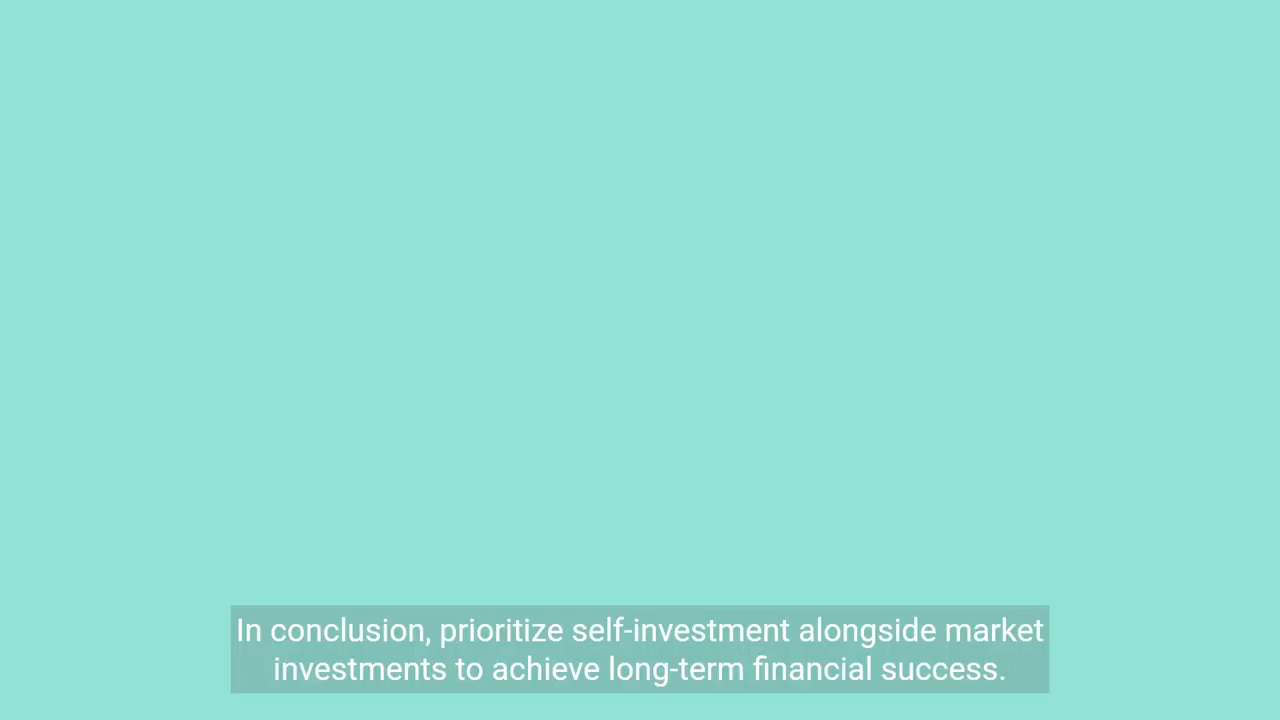 In conclusion, prioritize self-investment alongside market
investments to achieve long-term financial success.